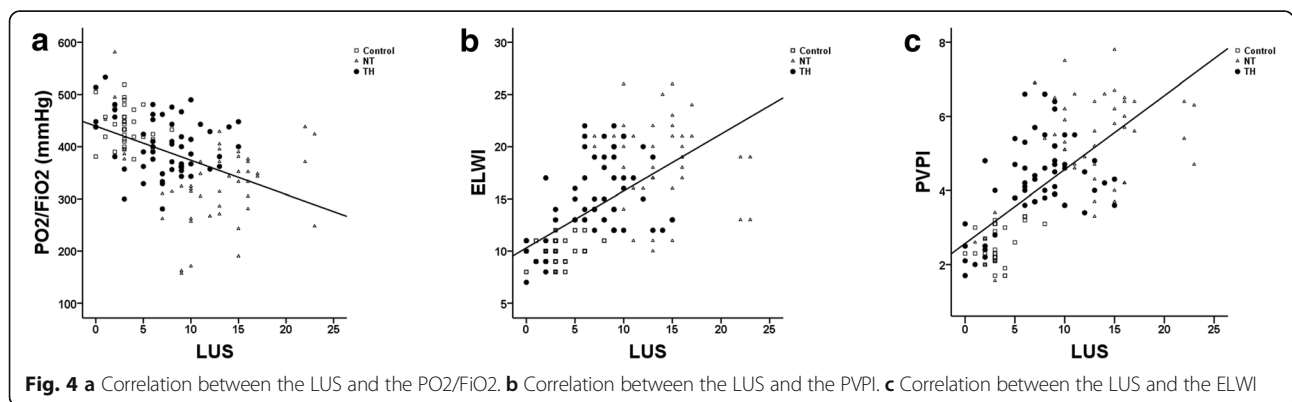 a
600
500
400
300
200
100
PO2/FiO2 (mmHg)
0 5 10 15 20 25
LUS
Control
NT
TH
b
30
25
20
15
10
5
ELWI
0 5 10 15 20 25
LUS
Control
NT
TH
c
8
6
4
2
PVPI
0 5 10 15 20 25
LUS
Control
NT
TH
Fig. 4 a Correlation between the LUS and the PO2/FiO2. b Correlation between the LUS and the PVPI. c Correlation between the LUS and the ELWI